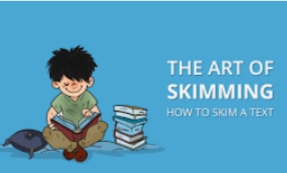 THE ART OF
SKIMMING
HOW TO SKIM A TEXT